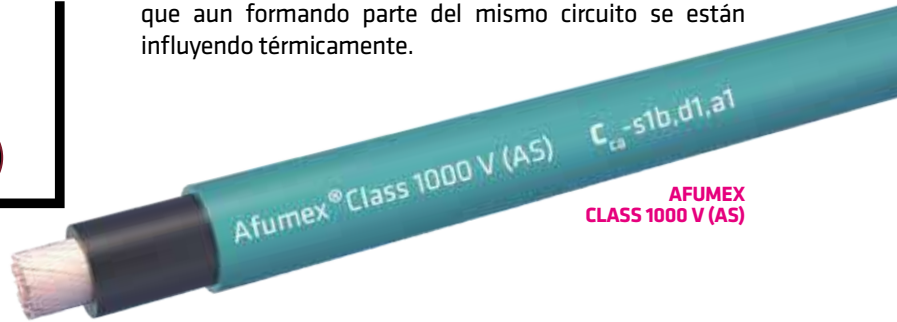 que aun formando parte del mismo circuito se están
influyendo térmicamente.
Afumex® Class 1000 V (AS) Cca-s1b,d1,a1
AFUMEX
CLASS 1000 V (AS)